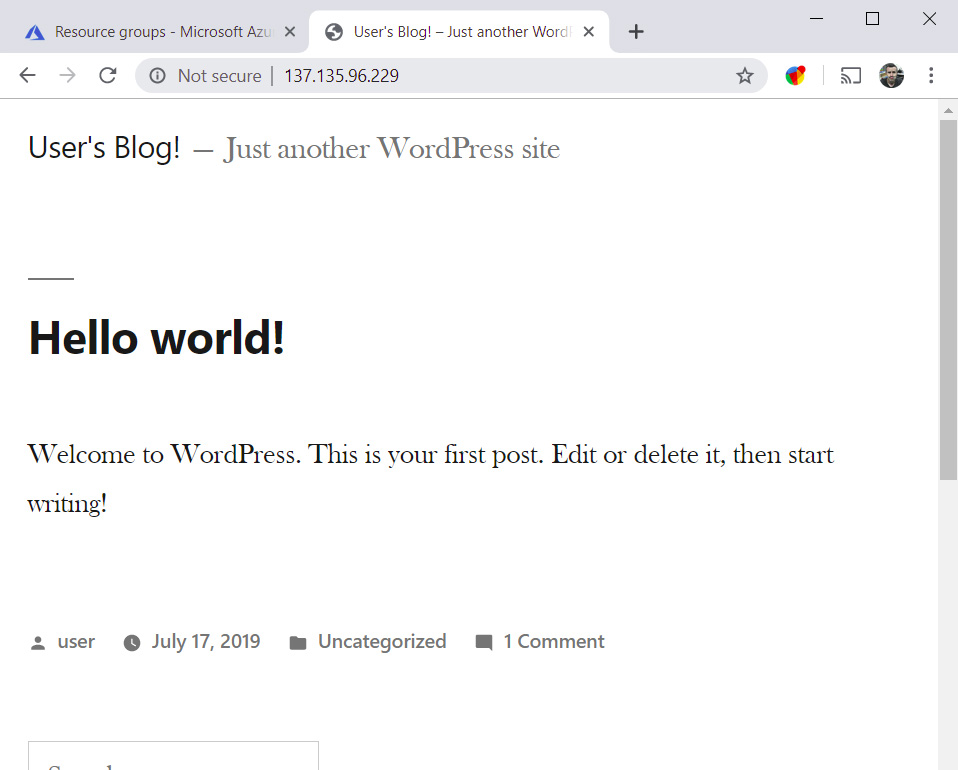 Resource groups - Microsoft Azu
User's Blog! – Just another Word
Not secure | 137.135.96.229
User's Blog! — Just another WordPress site
Hello world!
Welcome to WordPress. This is your first post. Edit or delete it, then start
writing!
user July 17, 2019 Uncategorized 1 Comment